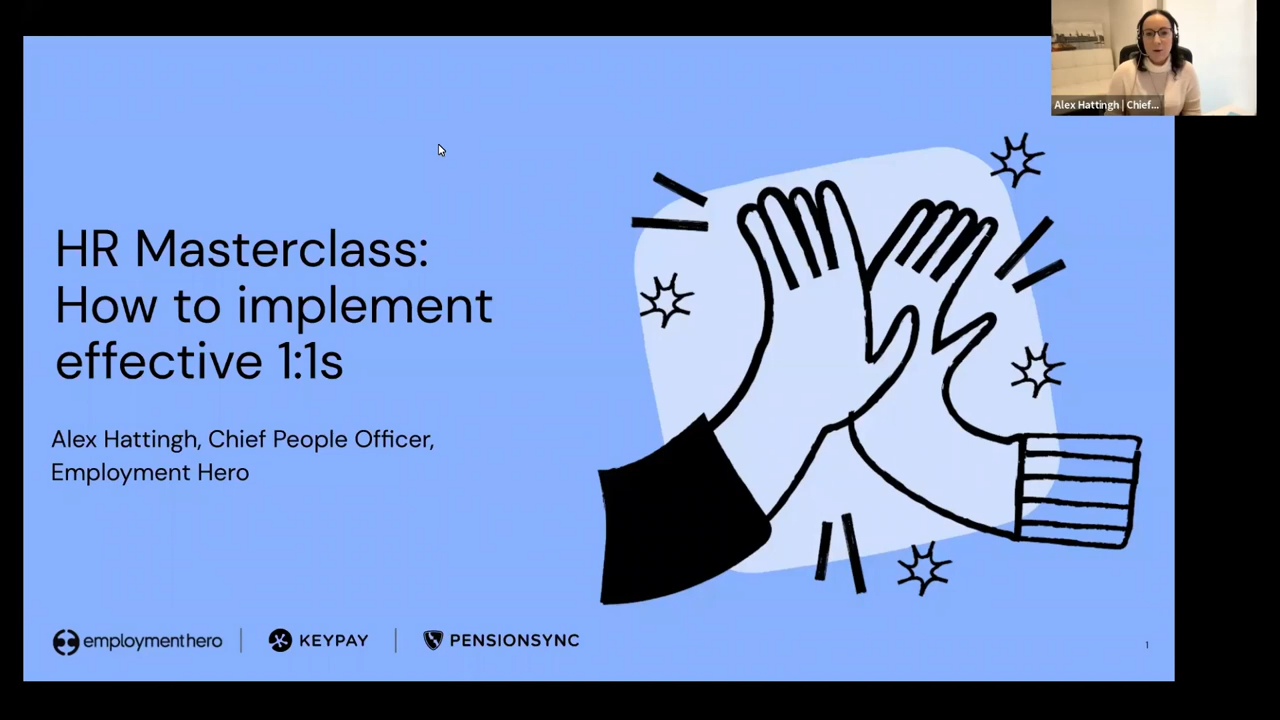 Alex Hattingh | Chief...
HR Masterclass:
How to implement
effective 1:1s
Alex Hattingh, Chief People Officer,
Employment Hero
employmenthero
KEYPAY
PENSIONSYNC
1